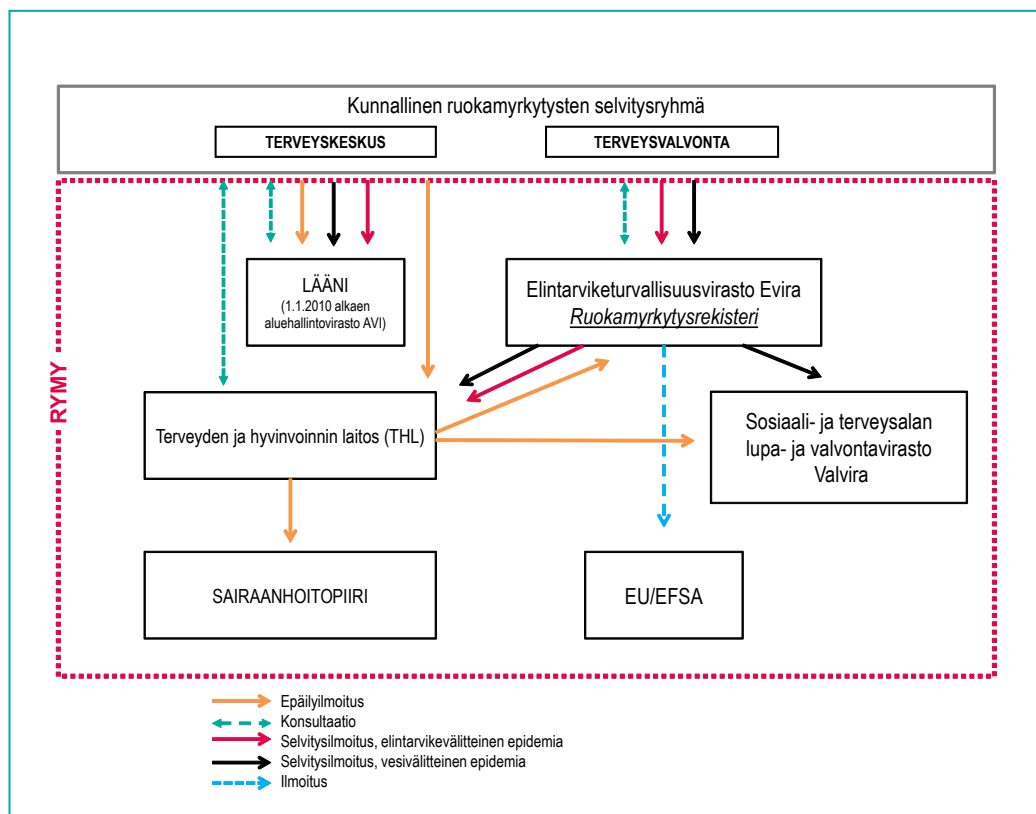 Kunnallinen ruokamyrkytysten selvitysryhmä
TERVEYSKESKUS
TERVEYSVALVONTA
LÄÄNI
(1.1.2010 alkaen
aluehallintovirasto AVI)
Elintarviketurvallisuusvirasto Evira
Ruokamyrkytysrekisteri
RYMY
Terveyden ja hyvinvoinnin laitos (THL)
Sosiaali- ja terveysalan
lupa- ja valvontavirasto
Valvira
SAIRAANHOITOPIIRI
EU/EFSA
Epäilyilmoitus
Konsultaatio
Selvitysilmoitus, elintarvikevälitteinen epidemia
Selvitysilmoitus, vesivälitteinen epidemia
Ilmoitus